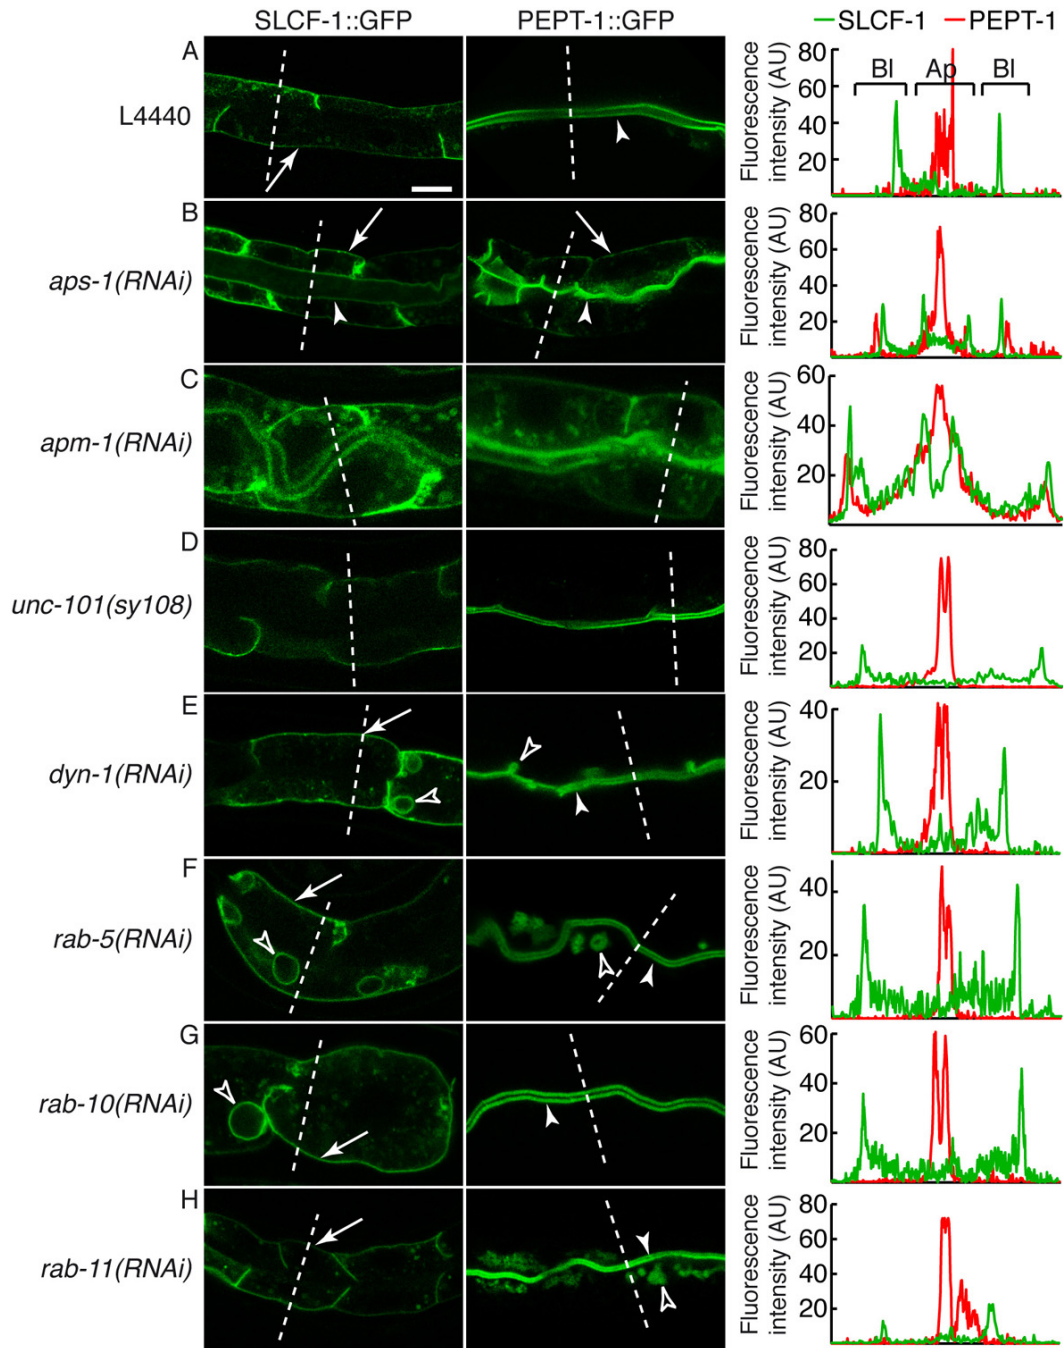 SLCF-1::GFP PEPT-1::GFP SLCF-1 PEPT-1
A
L4440
Fluorescence
intensity (AU)
80
60
40
20
Bl Ap Bl
B
aps-1(RNAi)
Fluorescence
intensity (AU)
80
60
40
20
C
apm-1(RNAi)
Fluorescence
intensity (AU)
60
40
20
D
unc-101(sy108)
Fluorescence
intensity (AU)
80
60
40
20
E
dyn-1(RNAi)
Fluorescence
intensity (AU)
40
20
F
rab-5(RNAi)
Fluorescence
intensity (AU)
40
20
G
rab-10(RNAi)
Fluorescence
intensity (AU)
60
40
20
H
rab-11(RNAi)
Fluorescence
intensity (AU)
80
60
40
20